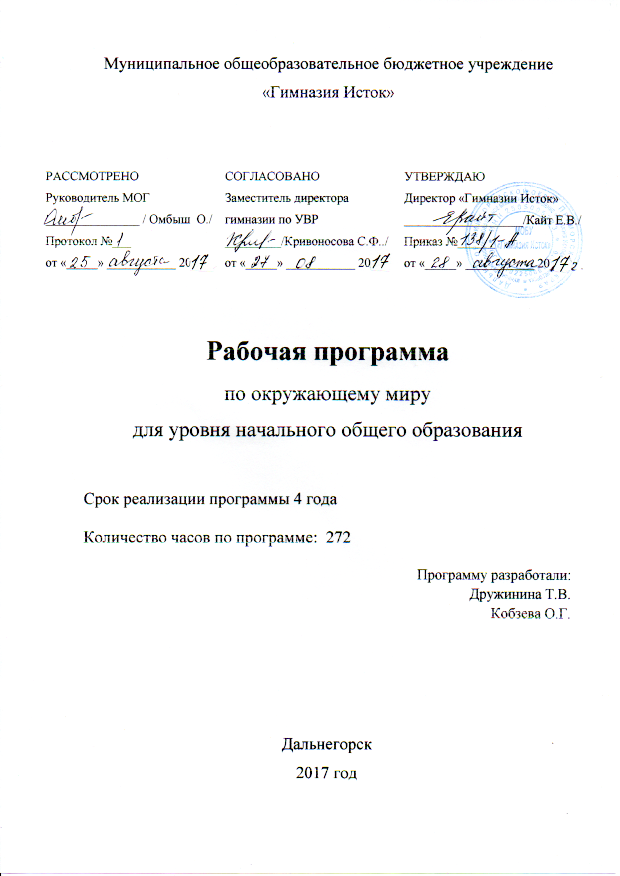 Муниципальное общеобразовательное бюджетное учреждение
«Гимназия Исток»
РАССМОТРЕНО
Руководитель МОГ
/ Омбыш О./
Протокол № 1
от « 25 » августа 2017
СОГЛАСОВАНО
Заместитель директора
гимназии по УВР
/Кривоносова С.Ф../
от « 27 » 08 2017
УТВЕРЖДАЮ
Директор «Гимназии Исток»
/Кайт Е.В./
Приказ № 138/1-А
от « 28 » августа 2017 г.
Рабочая программа
по окружающему миру
для уровня начального общего образования
Срок реализации программы 4 года
Количество часов по программе: 272
Программу разработали:
Дружинина Т.В.
Кобзева О.Г.
Дальнегорск
2017 год